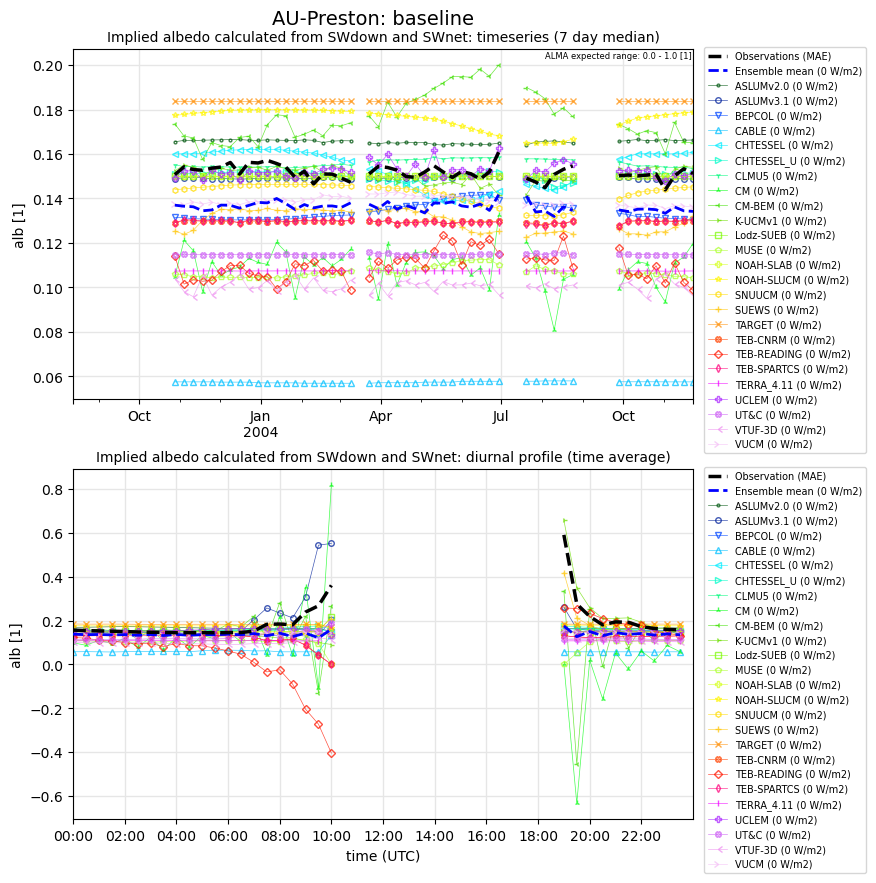 AU-Preston: baseline
Implied albedo calculated from SWdown and SWnet: timeseries (7 day median)
ALMA expected range: 0.0 - 1.0 [1]
0.20
0.18
0.16
0.14
0.12
0.10
0.08
0.06
alb [1]
Oct
Jan
2004
Apr
Jul
Oct
Observations (MAE)
Ensemble mean (0 W/m2)
ASLUMv2.0 (0 W/m2)
ASLUMv3.1 (0 W/m2)
BEPCOL (0 W/m2)
CABLE (0 W/m2)
CHTESSEL (0 W/m2)
CHTESSEL_U (0 W/m2)
CLMU5 (0 W/m2)
CM (0 W/m2)
CM-BEM (0 W/m2)
K-UCMv1 (0 W/m2)
Lodz-SUEB (0 W/m2)
MUSE (0 W/m2)
NOAH-SLAB (0 W/m2)
NOAH-SLUCM (0 W/m2)
SNUUCM (0 W/m2)
SUEWS (0 W/m2)
TARGET (0 W/m2)
TEB-CNRM (0 W/m2)
TEB-READING (0 W/m2)
TEB-SPARTCS (0 W/m2)
TERRA_4.11 (0 W/m2)
UCLEM (0 W/m2)
UT&C (0 W/m2)
VTUF-3D (0 W/m2)
VUCM (0 W/m2)
Implied albedo calculated from SWdown and SWnet: diurnal profile (time average)
0.8
0.6
0.4
0.2
0.0
−0.2
−0.4
−0.6
alb [1]
00:00
02:00
04:00
06:00
08:00
10:00
12:00
14:00
16:00
18:00
20:00
22:00
time (UTC)
Observation (MAE)
Ensemble mean (0 W/m2)
ASLUMv2.0 (0 W/m2)
ASLUMv3.1 (0 W/m2)
BEPCOL (0 W/m2)
CABLE (0 W/m2)
CHTESSEL (0 W/m2)
CHTESSEL_U (0 W/m2)
CLMU5 (0 W/m2)
CM (0 W/m2)
CM-BEM (0 W/m2)
K-UCMv1 (0 W/m2)
Lodz-SUEB (0 W/m2)
MUSE (0 W/m2)
NOAH-SLAB (0 W/m2)
NOAH-SLUCM (0 W/m2)
SNUUCM (0 W/m2)
SUEWS (0 W/m2)
TARGET (0 W/m2)
TEB-CNRM (0 W/m2)
TEB-READING (0 W/m2)
TEB-SPARTCS (0 W/m2)
TERRA_4.11 (0 W/m2)
UCLEM (0 W/m2)
UT&C (0 W/m2)
VTUF-3D (0 W/m2)
VUCM (0 W/m2)